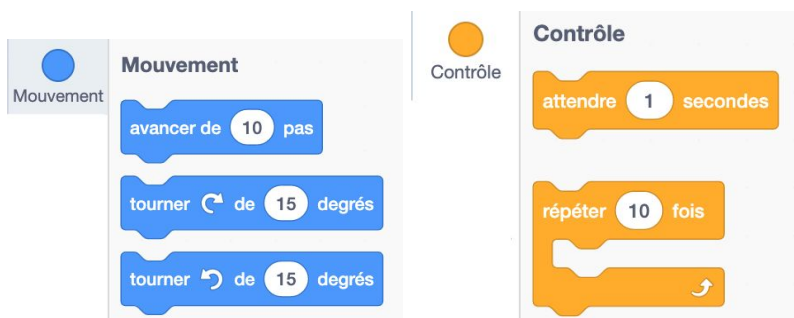 Mouvement
Mouvement
avancer de 10 pas
tourner de 15 degrés
tourner de 15 degrés
Contrôle
Contrôle
attendre 1 secondes
répéter 10 fois